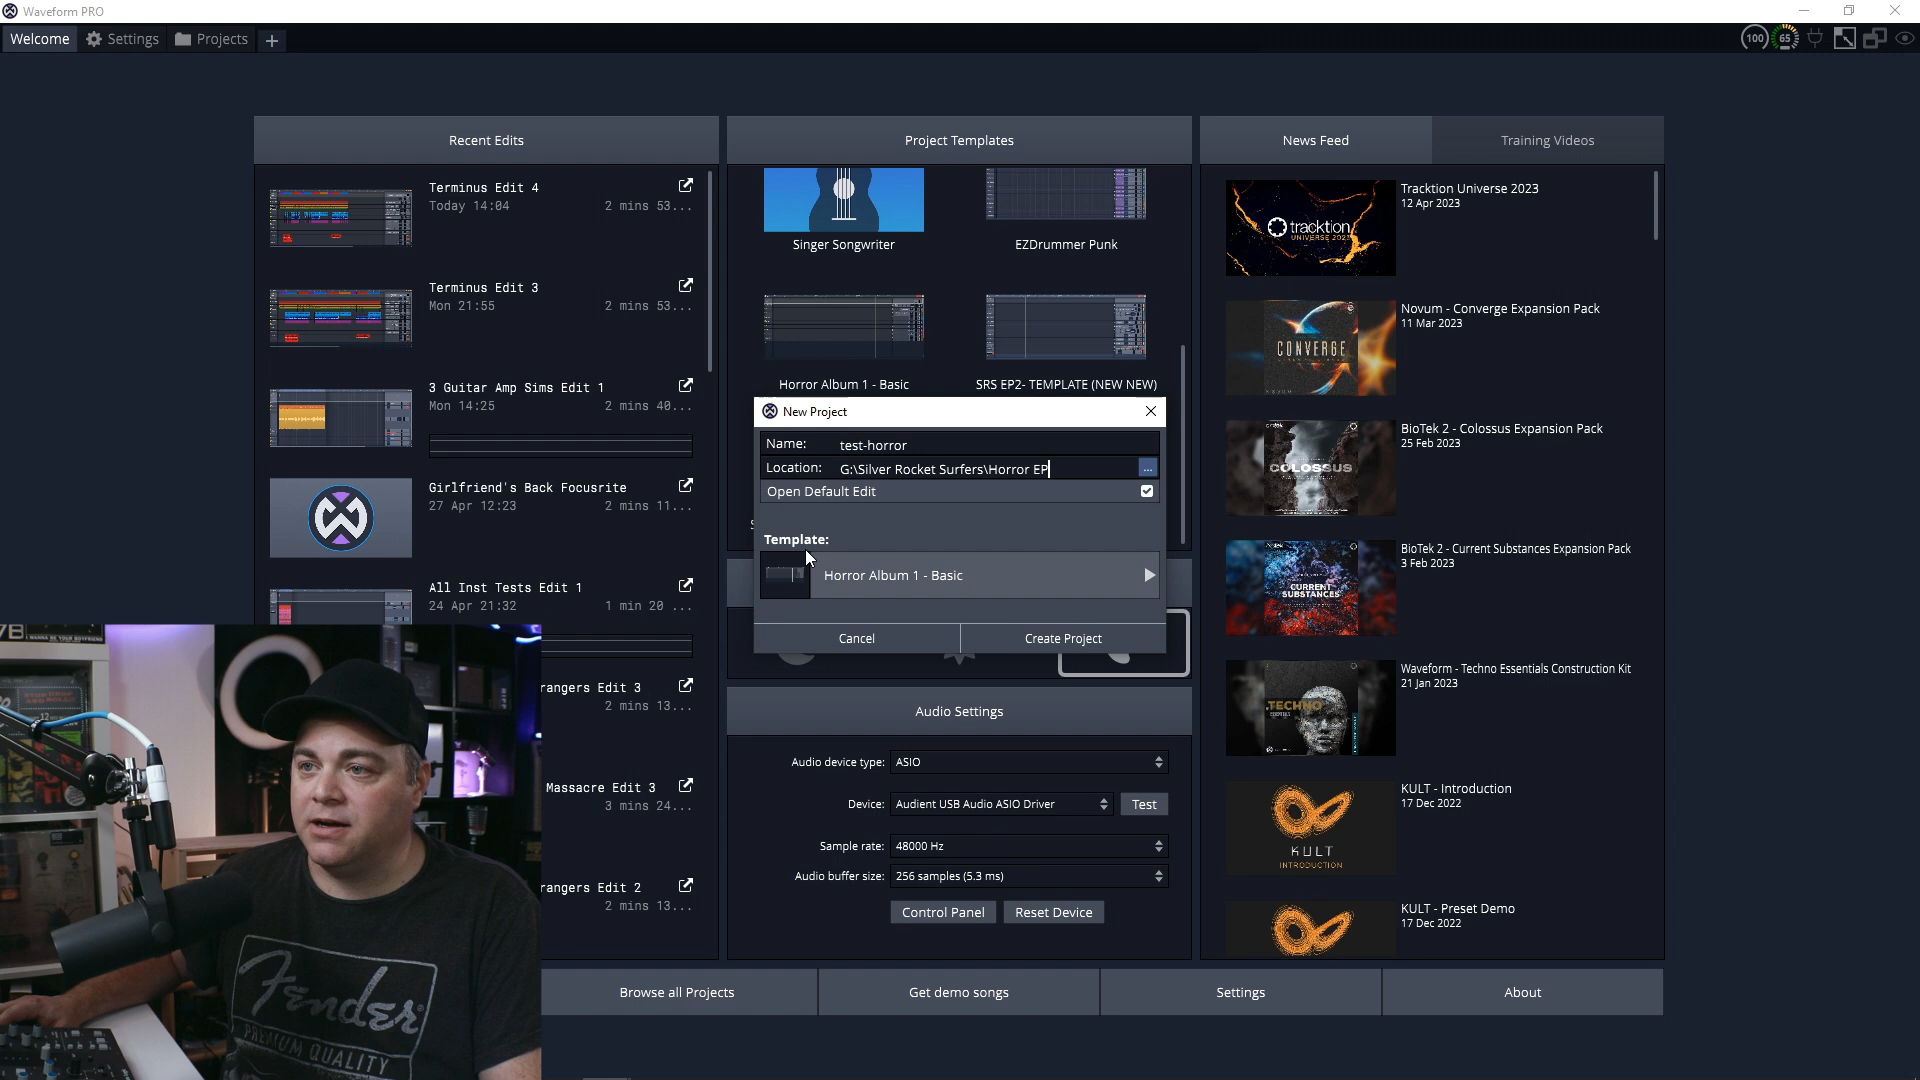 Waveform PRO
Welcome
Settings
Projects
100
65
Recent Edits
Terminus Edit 4
Today 14:04
2 mins 53...
Terminus Edit 3
Mon 21:55
2 mins 53...
3 Guitar Amp Sims Edit 1
Mon 14:25
2 mins 40...
Girlfriend's Back Focusrite
27 Apr 12:23
2 mins 11...
All Inst Tests Edit 1
24 Apr 21:32
1 min 20 ...
rangers Edit 3
2 mins 13...
Massacre Edit 3
3 mins 24...
rangers Edit 2
2 mins 13...
Project Templates
Singer Songwriter
EZDrummer Punk
Horror Album 1 - Basic
SRS EP2- TEMPLATE (NEW NEW)
New Project
Name:
test-horror
Location:
G:\Silver Rocket Surfers\Horror EP
...
Open Default Edit
Template:
Horror Album 1 - Basic
Cancel
Create Project
Audio Settings
Audio device type:
ASIO
Device:
Audient USB Audio ASIO Driver
Test
Sample rate:
48000 Hz
Audio buffer size:
256 samples (5.3 ms)
Control Panel
Reset Device
News Feed
Training Videos
tracktion
Tracktion Universe 2023
12 Apr 2023
CONVERGE
Novum - Converge Expansion Pack
11 Mar 2023
COLOSSUS
BioTek 2 - Colossus Expansion Pack
25 Feb 2023
CURRENT
SUBSTANCES
BioTek 2 - Current Substances Expansion Pack
3 Feb 2023
TECHNO
Waveform - Techno Essentials Construction Kit
21 Jan 2023
KULT
INTRODUCTION
KULT - Introduction
17 Dec 2022
KULT - Preset Demo
17 Dec 2022
Browse all Projects
Get demo songs
Settings
About
Fender
PREMIUM QUALITY